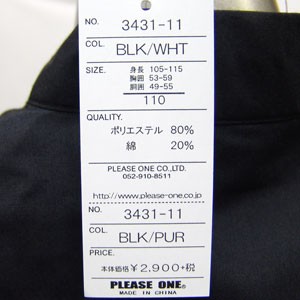 NO. 3431-11
COL. BLK/WHT
SIZE. 身長 105-115
胸囲 53-59
胴囲 49-55
110
QUALITY.
ポリエステル 80%
綿 20%
PLEASE ONE CO.,LTD.
052-910-8511
http://www.please-one.co.jp
NO. 3431-11
COL. BLK/PUR
PRICE.
本体価格 ¥2,900+税
PLEASE ONE.
MADE IN CHINA